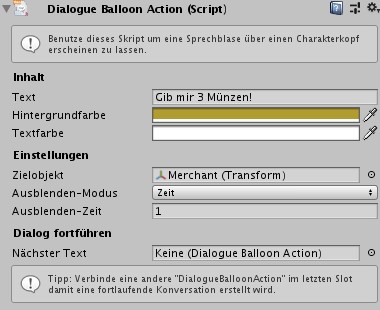 Dialogue Balloon Action (Script)
Benutze dieses Skript um eine Sprechblase über einen Charakterkopf
erscheinen zu lassen.
Inhalt
Text Gib mir 3 Münzen!
Hintergrundfarbe
Textfarbe
Einstellungen
Zielobjekt Merchant (Transform)
Ausblenden-Modus Zeit
Ausblenden-Zeit 1
Dialog fortführen
Nächster Text Keine (Dialogue Balloon Action)
Tipp: Verbinde eine andere "DialogueBalloonAction" im letzten Slot
damit eine fortlaufende Konversation erstellt wird.